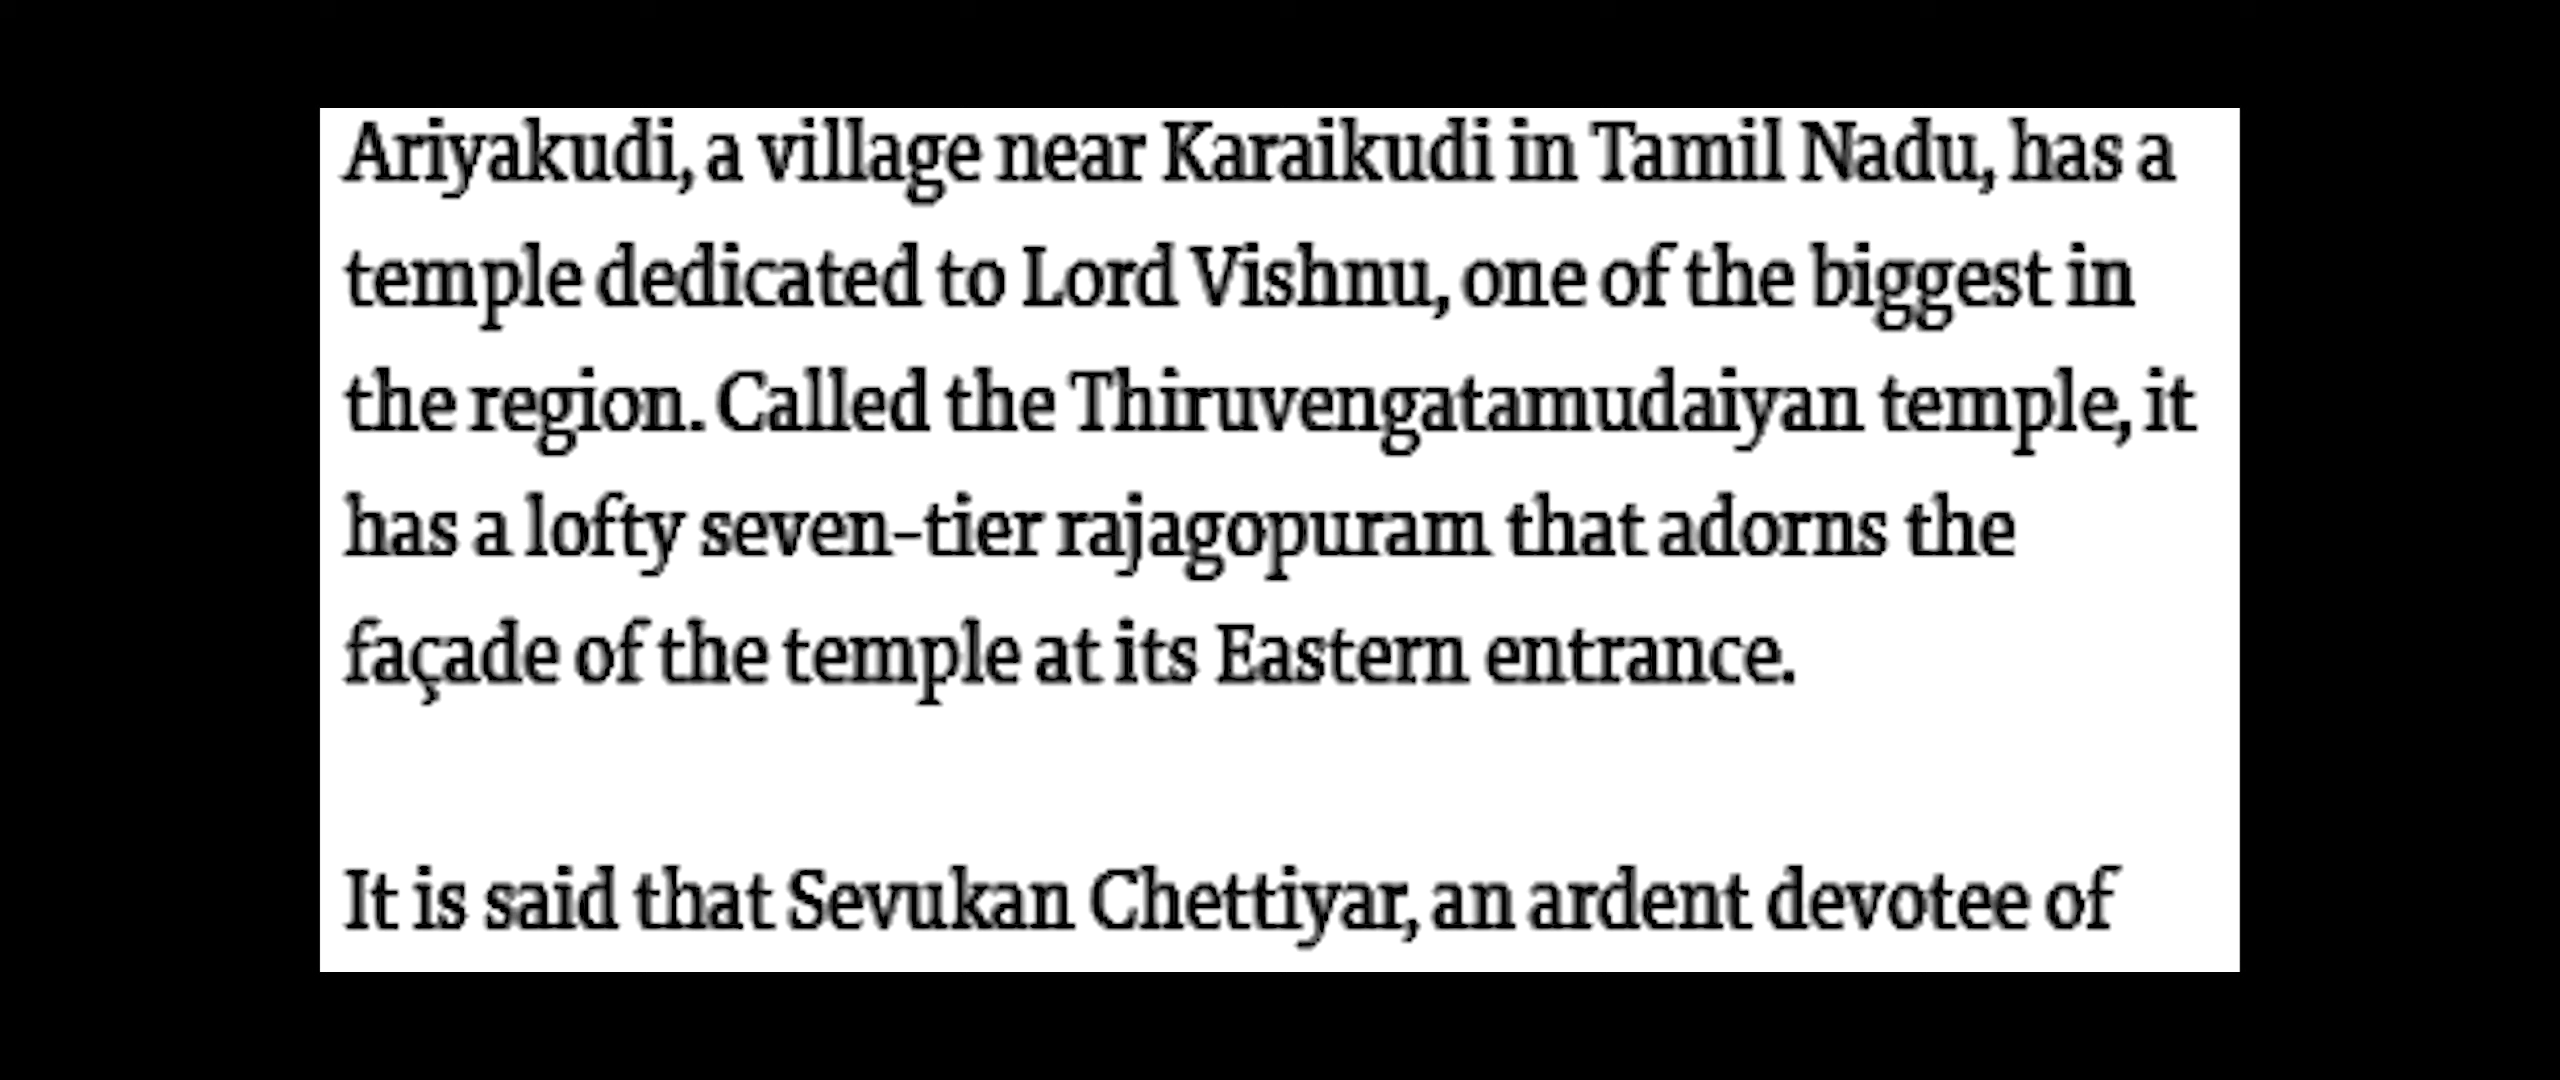 Ariyakudi, a village near Karaikudi in Tamil Nadu, has a
temple dedicated to Lord Vishnu, one of the biggest in
the region. Called the Thiruvengatamudaiyan temple, it
has a lofty seven-tier rajagopuram that adorns the
façade of the temple at its Eastern entrance.
It is said that Sevukan Chettiyar, an ardent devotee of